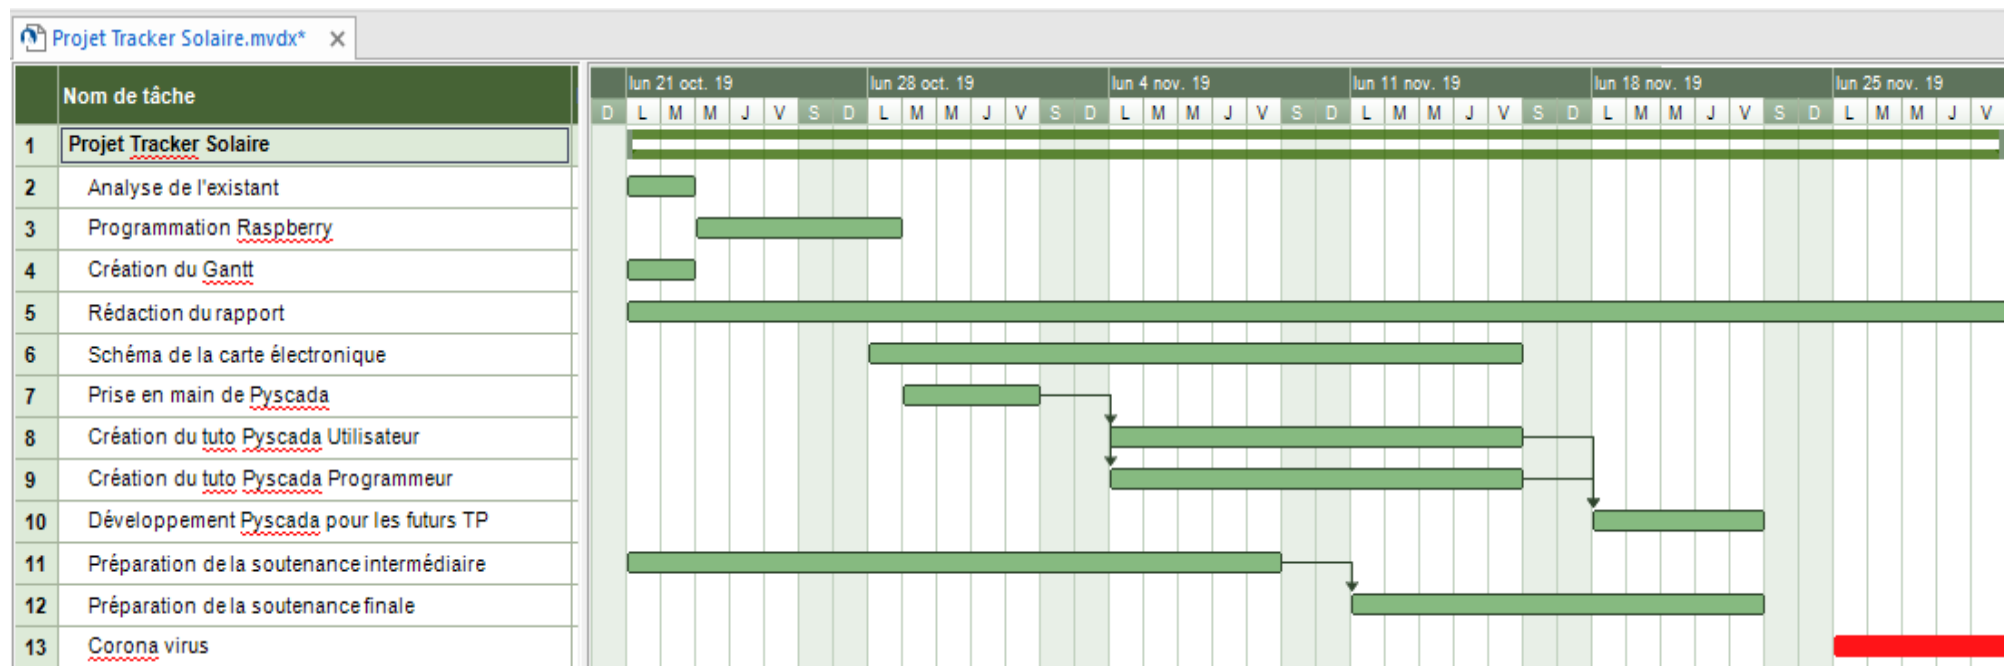 Projet Tracker Solaire.mvdx*
Nom de tâche
lun 21 oct. 19 lun 28 oct. 19 lun 4 nov. 19 lun 11 nov. 19 lun 18 nov. 19 lun 25 nov. 19
D L M M J V S D L M M J V S D L M M J V S D L M M J V S D L M M J V S D L M M J V
1 Projet Tracker Solaire
2 Analyse de l'existant
3 Programmation Raspberry
4 Création du Gantt
5 Rédaction du rapport
6 Schéma de la carte électronique
7 Prise en main de Pyscada
8 Création du tuto Pyscada Utilisateur
9 Création du tuto Pyscada Programmeur
10 Développement Pyscada pour les futurs TP
11 Préparation de la soutenance intermédiaire
12 Préparation de la soutenance finale
13 Corona virus